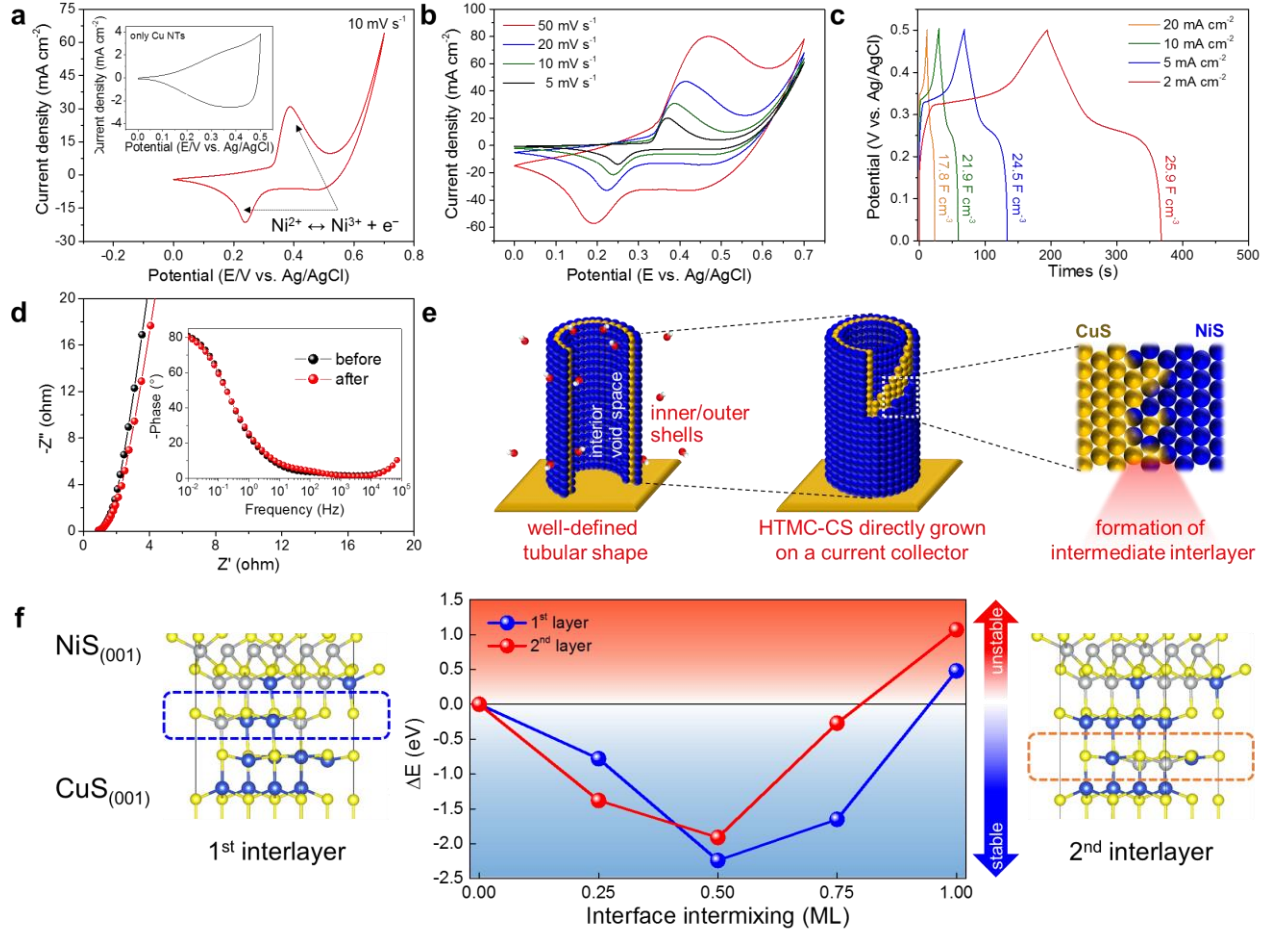 a
10 mV s⁻¹
only Cu NTs
4
2
0
-2
-4
Current density (mA cm⁻²)
0.0 0.1 0.2 0.3 0.4 0.5
Potential (E/V vs. Ag/AgCl)
75
60
45
30
15
0
-15
-30
Current density (mA cm⁻²)
Ni²⁺ ↔ Ni³⁺ + e⁻
-0.2 0.0 0.2 0.4 0.6 0.8
Potential (E/V vs. Ag/AgCl)
b
50 mV s⁻¹
20 mV s⁻¹
10 mV s⁻¹
5 mV s⁻¹
100
80
60
40
20
0
-20
-40
-60
Current density (mA cm⁻²)
0.0 0.1 0.2 0.3 0.4 0.5 0.6 0.7
Potential (E vs. Ag/AgCl)
c
20 mA cm⁻²
10 mA cm⁻²
5 mA cm⁻²
2 mA cm⁻²
0.5
0.4
0.3
0.2
0.1
0.0
Potential (V vs. Ag/AgCl)
17.8 F cm⁻³
21.9 F cm⁻³
24.5 F cm⁻³
25.9 F cm⁻³
0 100 200 300 400 500
Times (s)
d
20
16
12
8
4
0
-Z" (ohm)
80
60
40
20
0
-Phase (°)
before
after
10⁻² 10⁻¹ 10⁰ 10¹ 10² 10³ 10⁴ 10⁵
Frequency (Hz)
0 4 8 12 16 20
Z' (ohm)
e
interior
void space
inner/outer
shells
well-defined
tubular shape
HTMC-CS directly grown
on a current collector
CuS NiS
formation of
intermediate interlayer
f
NiS(001)
CuS(001)
1st interlayer
1st layer
2nd layer
1.5
1.0
0.5
0.0
-0.5
-1.0
-1.5
-2.0
-2.5
ΔE (eV)
0.00 0.25 0.50 0.75 1.00
Interface intermixing (ML)
unstable
stable
2nd interlayer